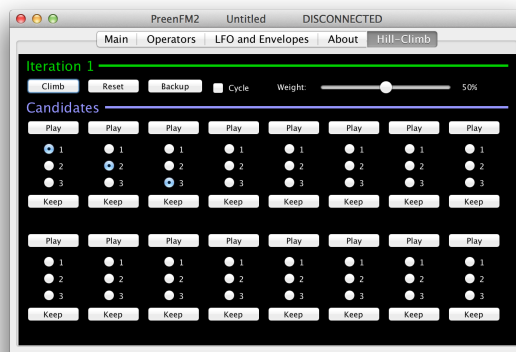 PreenFM2 Untitled DISCONNECTED
Main Operators LFO and Envelopes About Hill-Climb
Iteration 1
Climb Reset Backup Cycle Weight: 50%
Candidates
Play Play Play Play Play Play Play Play
1 1 1 1 1 1 1 1
2 2 2 2 2 2 2 2
3 3 3 3 3 3 3 3
Keep Keep Keep Keep Keep Keep Keep Keep
Play Play Play Play Play Play Play Play
1 1 1 1 1 1 1 1
2 2 2 2 2 2 2 2
3 3 3 3 3 3 3 3
Keep Keep Keep Keep Keep Keep Keep Keep